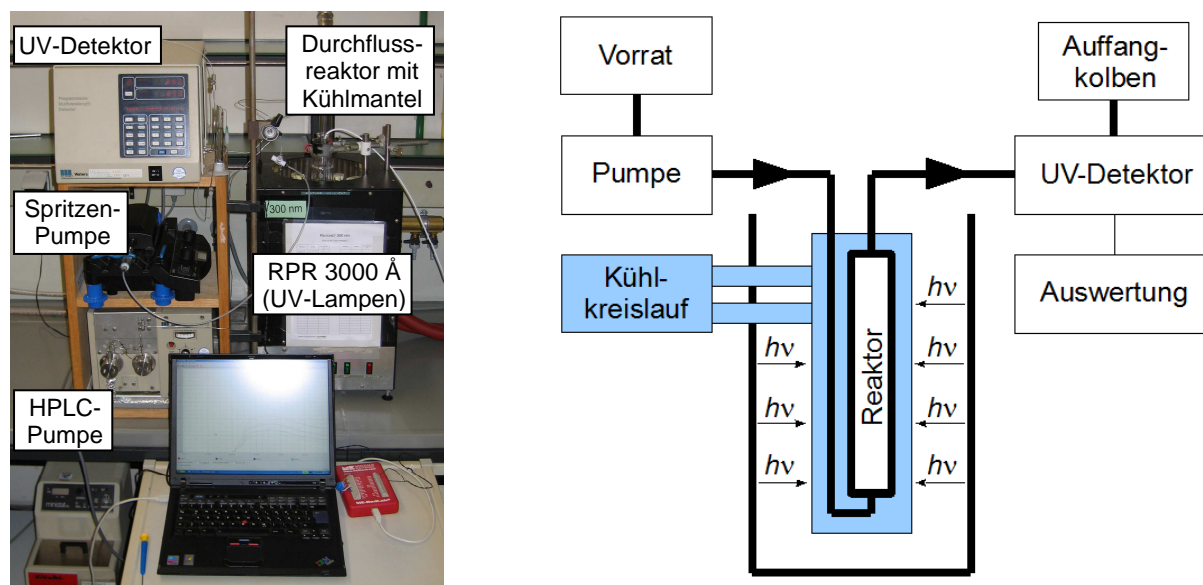 UV-Detektor
Durchfluss-
reaktor mit
Kühlmantel
Waters
300 nm
Spritzen-
Pumpe
RPR 3000 Å
(UV-Lampen)
HPLC-
Pumpe
Vorrat
Pumpe
Kühl-
kreislauf
Reaktor
hν
hν
hν
hν
hν
hν
hν
Auffang-
kolben
UV-Detektor
Auswertung